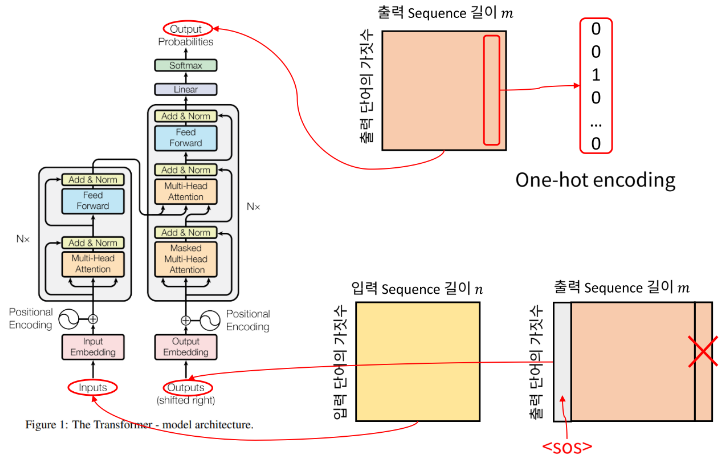 Output
Probabilities
Softmax
Linear
Add & Norm
Feed
Forward
Add & Norm
Multi-Head
Attention
Add & Norm
Masked
Multi-Head
Attention
Nx
Add & Norm
Feed
Forward
Add & Norm
Multi-Head
Attention
Nx
Positional
Encoding
Positional
Encoding
Input
Embedding
Output
Embedding
Inputs
Outputs
(shifted right)
Figure 1: The Transformer - model architecture.
출력 Sequence 길이 m
출력 단어의 가짓수
0
0
1
0
...
0
One-hot encoding
입력 Sequence 길이 n
입력 단어의 가짓수
출력 Sequence 길이 m
출력 단어의 가짓수
<sos>